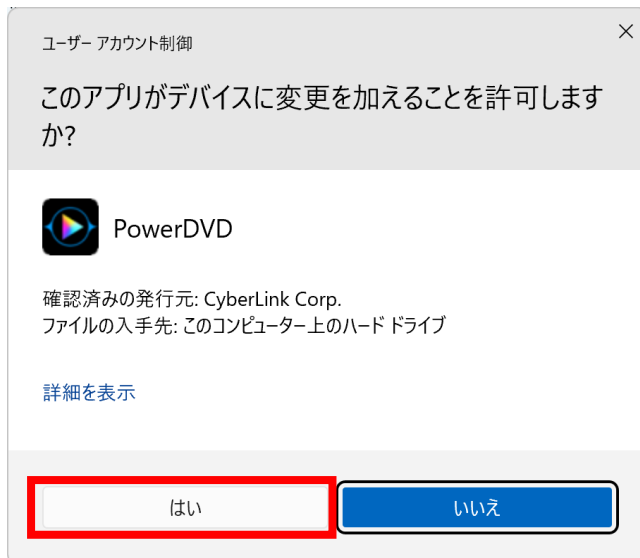 ユーザー アカウント制御
このアプリがデバイスに変更を加えることを許可します
か?
PowerDVD
確認済みの発行元: CyberLink Corp.
ファイルの入手先: このコンピューター上のハード ドライブ
詳細を表示
はい
いいえ